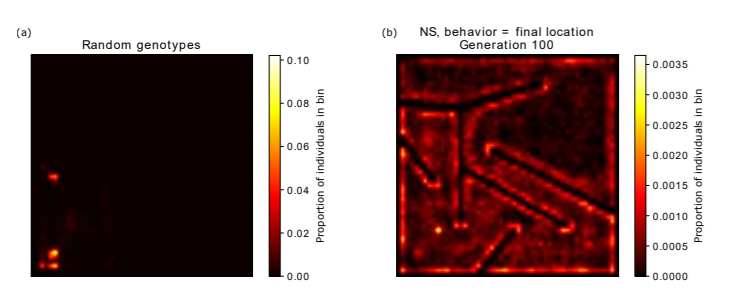 (a)
Random genotypes
0.10
0.08
0.06
0.04
0.02
0.00
Proportion of individuals in bin
(b)
NS, behavior = final location
Generation 100
0.0035
0.0030
0.0025
0.0020
0.0015
0.0010
0.0005
0.0000
Proportion of individuals in bin